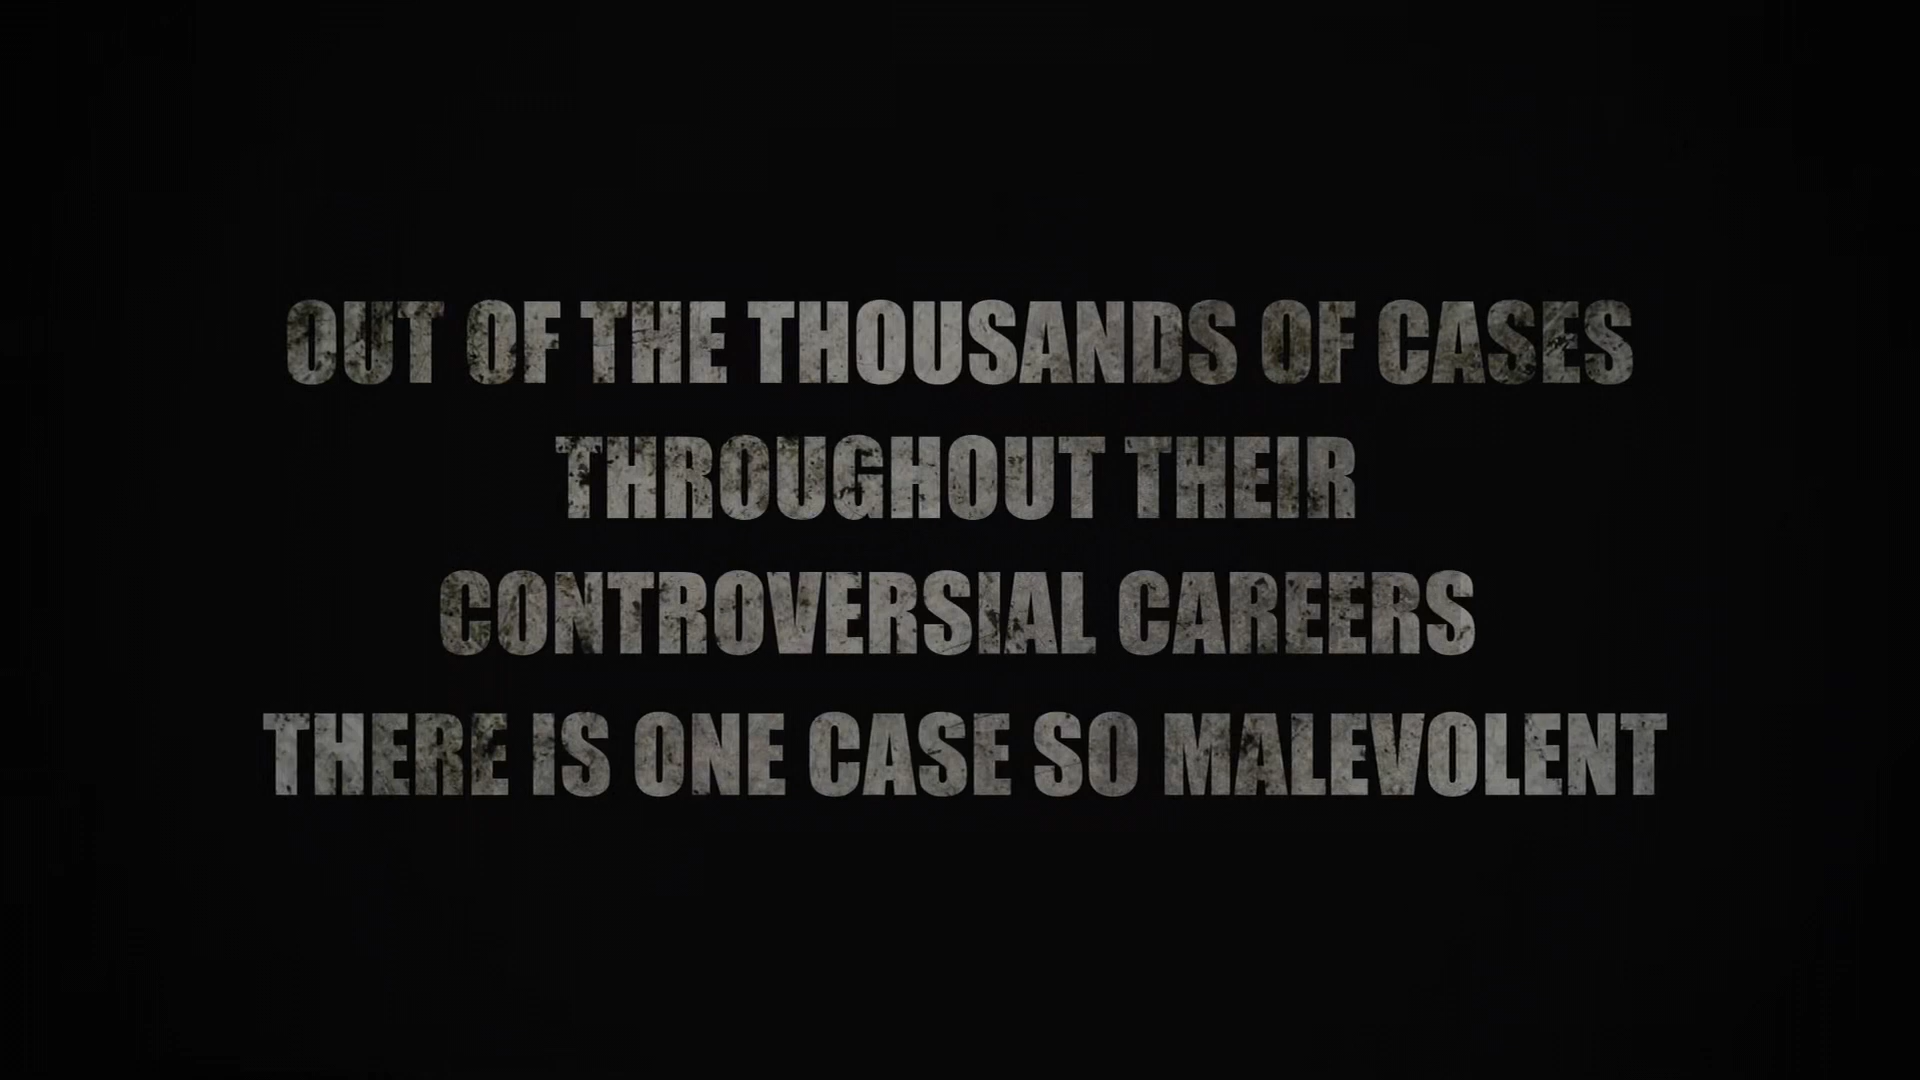 OUT OF THE THOUSANDS OF CASES
THROUGHOUT THEIR
CONTROVERSIAL CAREERS
THERE IS ONE CASE SO MALEVOLENT